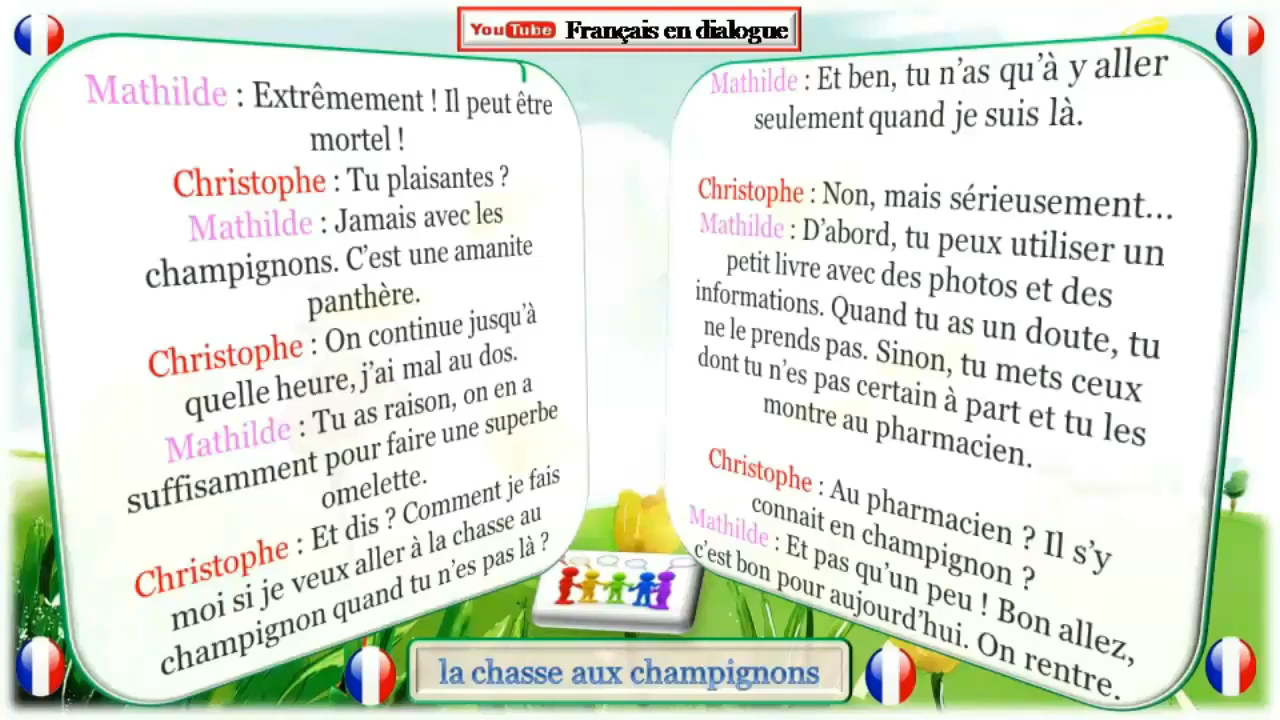 YouTube Français en dialogue
Mathilde : Extrêmement ! Il peut être
mortel !
Christophe : Tu plaisantes ?
Mathilde : Jamais avec les
champignons. C'est une amanite
panthère.
Christophe : On continue jusqu'à
quelle heure, j'ai mal au dos.
Mathilde : Tu as raison, on en a
suffisamment pour faire une superbe
omelette.
Christophe : Et dis ? Comment je fais
moi si je veux aller à la chasse au
champignon quand tu n'es pas là ?
Mathilde : Et ben, tu n'as qu'à y aller
seulement quand je suis là.
Christophe : Non, mais sérieusement…
Mathilde : D'abord, tu peux utiliser un
petit livre avec des photos et des
informations. Quand tu as un doute, tu
ne le prends pas. Sinon, tu mets ceux
dont tu n'es pas certain à part et tu les
montre au pharmacien.
Christophe : Au pharmacien ? Il s'y
connait en champignon ?
Mathilde : Et pas qu'un peu ! Bon allez,
c'est bon pour aujourd'hui. On rentre.
la chasse aux champignons